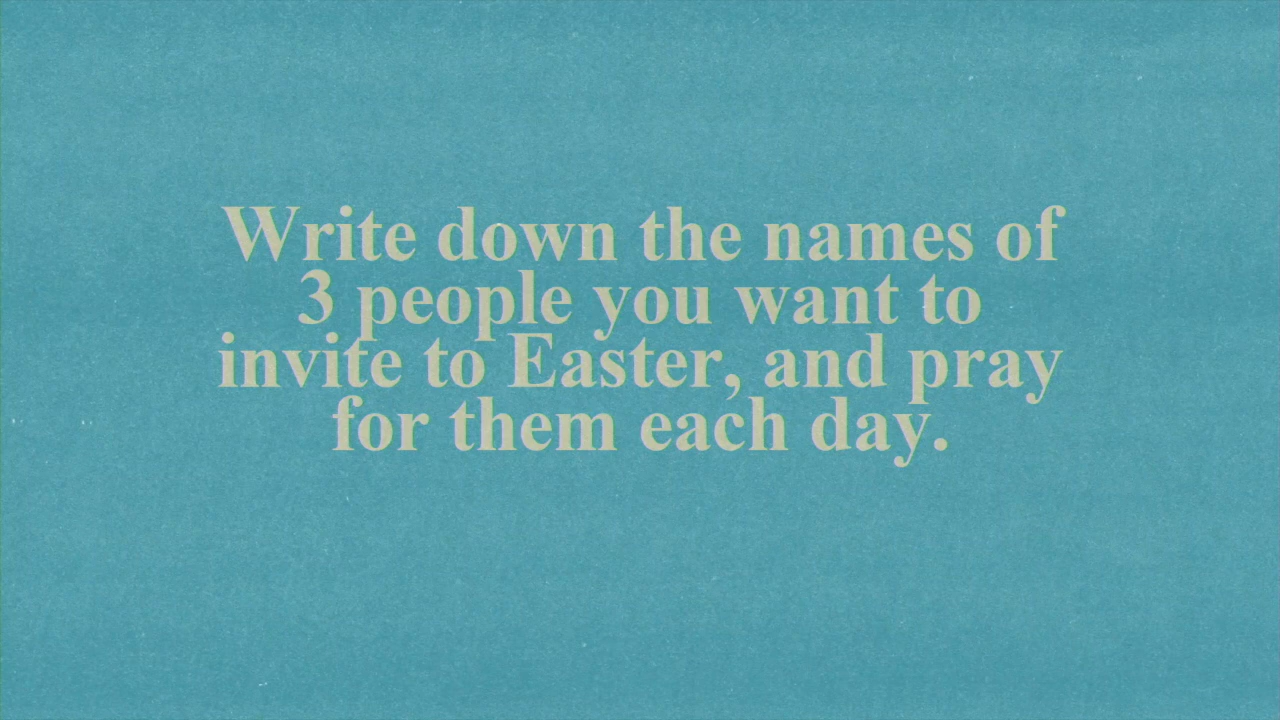 Write down the names of
3 people you want to
invite to Easter, and pray
for them each day.